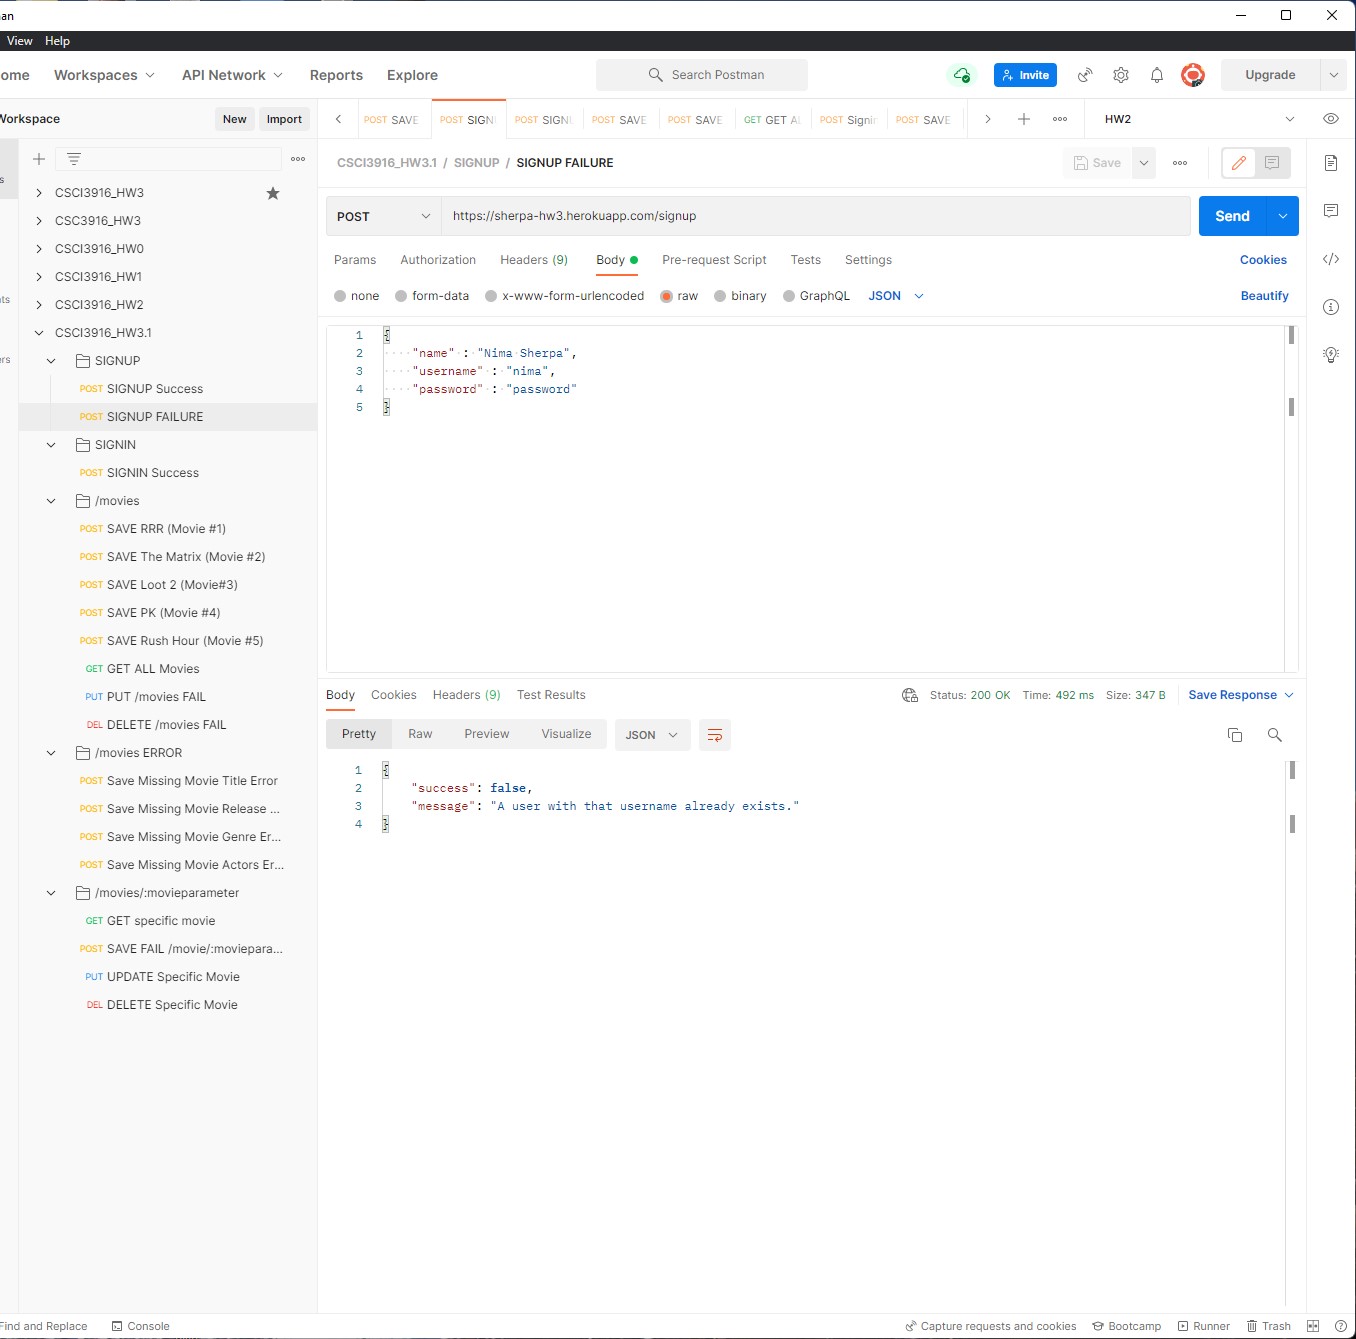 an
View Help
ome Workspaces API Network Reports Explore Search Postman Invite Upgrade
Workspace New Import POST SAVE POST SIGN POST SIGN POST SAVE POST SAVE GET GET AL POST Signin POST SAVE HW2
CSCI3916_HW3.1 / SIGNUP / SIGNUP FAILURE Save
s
CSCI3916_HW3
CSC3916_HW3
CSCI3916_HW0
CSCI3916_HW1
nts
CSCI3916_HW2
CSCI3916_HW3.1
ers
SIGNUP
POST SIGNUP Success
POST SIGNUP FAILURE
SIGNIN
POST SIGNIN Success
/movies
POST SAVE RRR (Movie #1)
POST SAVE The Matrix (Movie #2)
POST SAVE Loot 2 (Movie#3)
POST SAVE PK (Movie #4)
POST SAVE Rush Hour (Movie #5)
GET GET ALL Movies
PUT PUT /movies FAIL
DEL DELETE /movies FAIL
/movies ERROR
POST Save Missing Movie Title Error
POST Save Missing Movie Release ...
POST Save Missing Movie Genre Er...
POST Save Missing Movie Actors Er...
/movies/:movieparameter
GET GET specific movie
POST SAVE FAIL /movie/:moviepara...
PUT UPDATE Specific Movie
DEL DELETE Specific Movie
POST https://sherpa-hw3.herokuapp.com/signup Send
Params Authorization Headers (9) Body Pre-request Script Tests Settings Cookies
none form-data x-www-form-urlencoded raw binary GraphQL JSON Beautify
1 {
2 ····"name"·:·"Nima·Sherpa",
3 ····"username"·:·"nima",
4 ····"password"·:·"password"
5 }
Body Cookies Headers (9) Test Results Status: 200 OK Time: 492 ms Size: 347 B Save Response
Pretty Raw Preview Visualize JSON
1 {
2 "success": false,
3 "message": "A user with that username already exists."
4 }
Find and Replace Console Capture requests and cookies Bootcamp Runner Trash